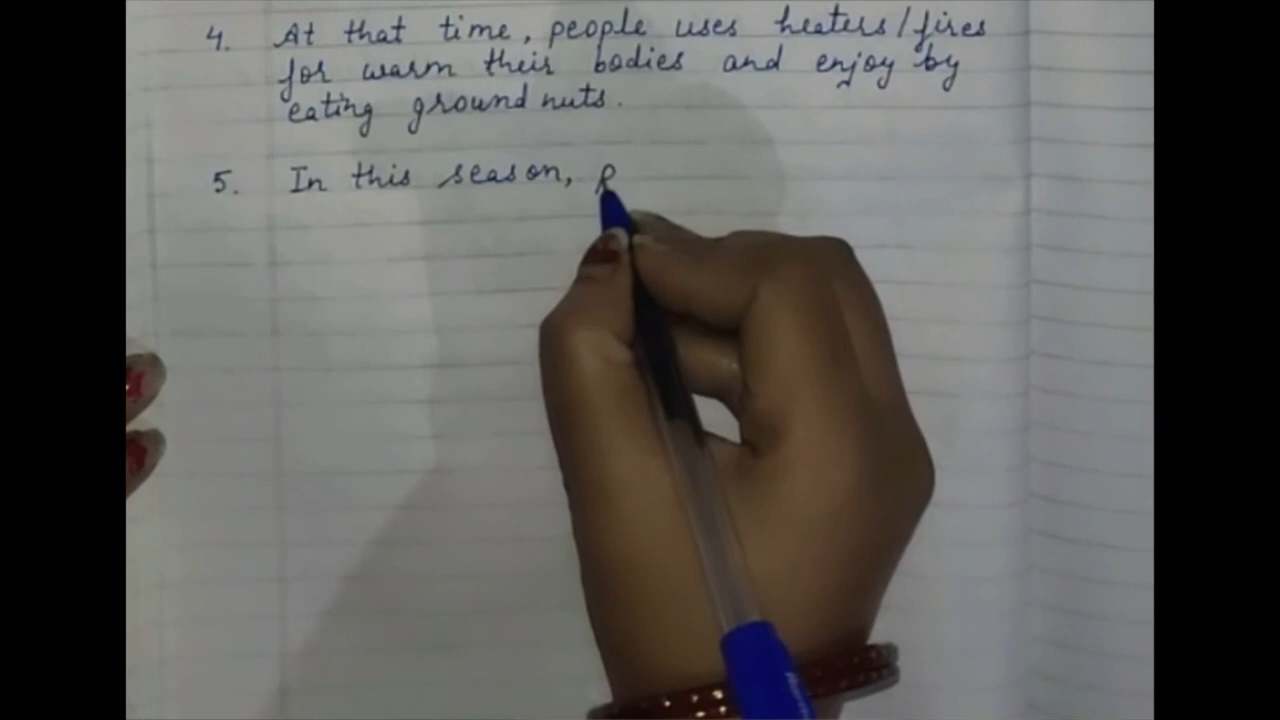 4. At that time, people uses heaters/fires
for warm their bodies and enjoy by
eating ground nuts.
5. In this season, p